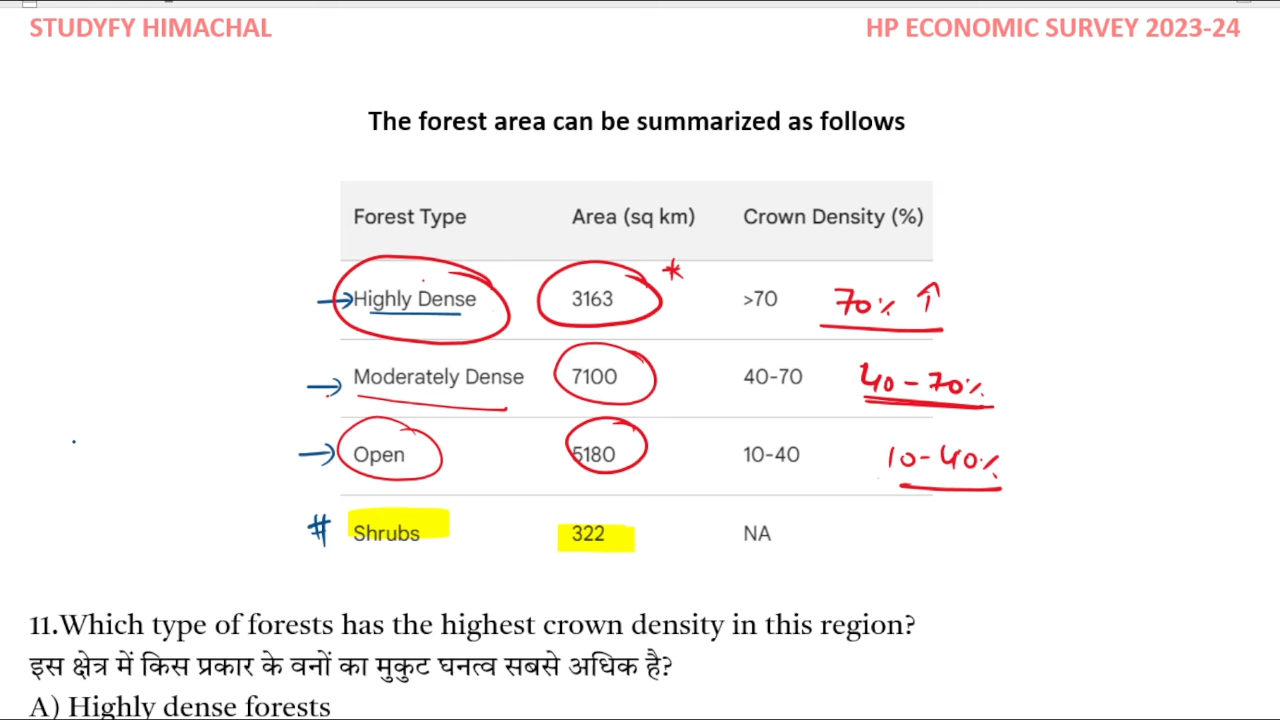 STUDYFY HIMACHAL HP ECONOMIC SURVEY 2023-24
The forest area can be summarized as follows
Forest Type Area (sq km) Crown Density (%)
Highly Dense 3163 * >70 70% ↑
Moderately Dense 7100 40-70 40-70%
Open 5180 10-40 10-40%
# Shrubs 322 NA
11.Which type of forests has the highest crown density in this region?
इस क्षेत्र में किस प्रकार के वनों का मुकुट घनत्व सबसे अधिक है?
A) Highly dense forests